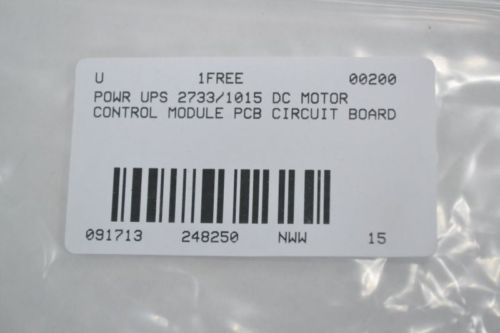 U 1FREE 00200
POWR UPS 2733/1015 DC MOTOR
CONTROL MODULE PCB CIRCUIT BOARD
091713 248250 NWW 15